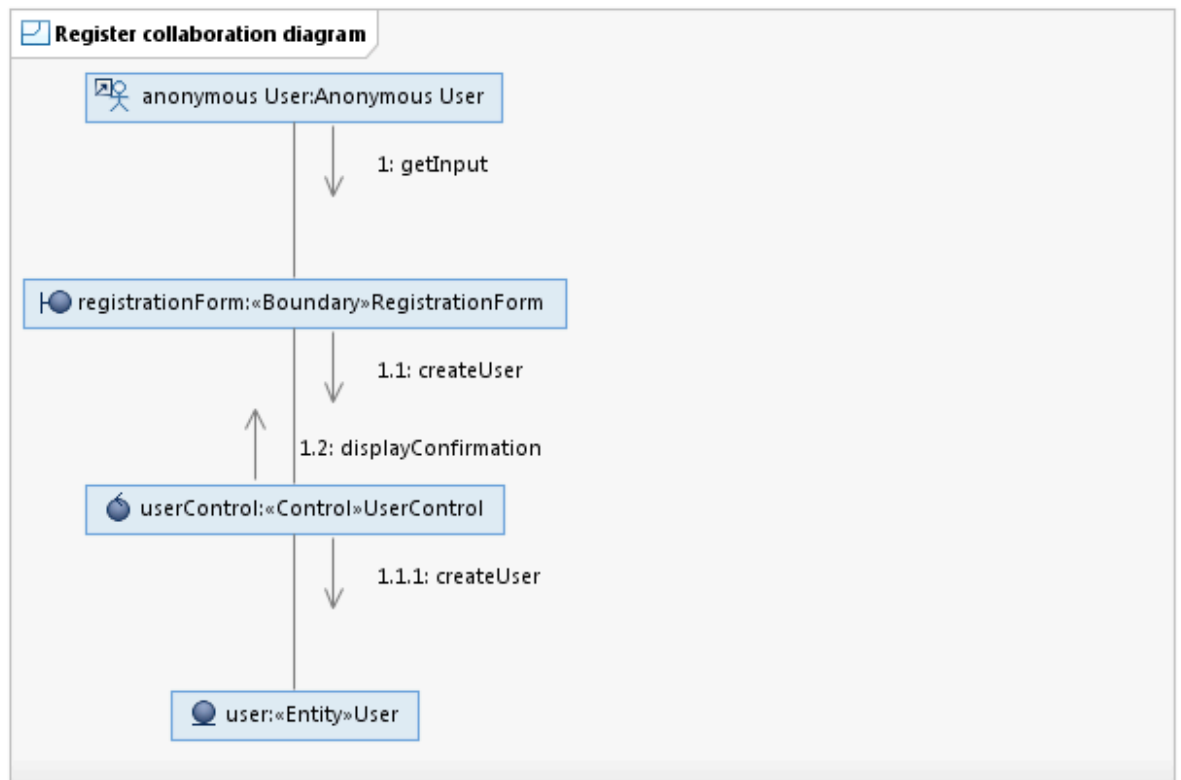 Register collaboration diagram
anonymous User:Anonymous User
1: getInput
registrationForm:«Boundary»RegistrationForm
1.1: createUser
1.2: displayConfirmation
userControl:«Control»UserControl
1.1.1: createUser
user:«Entity»User